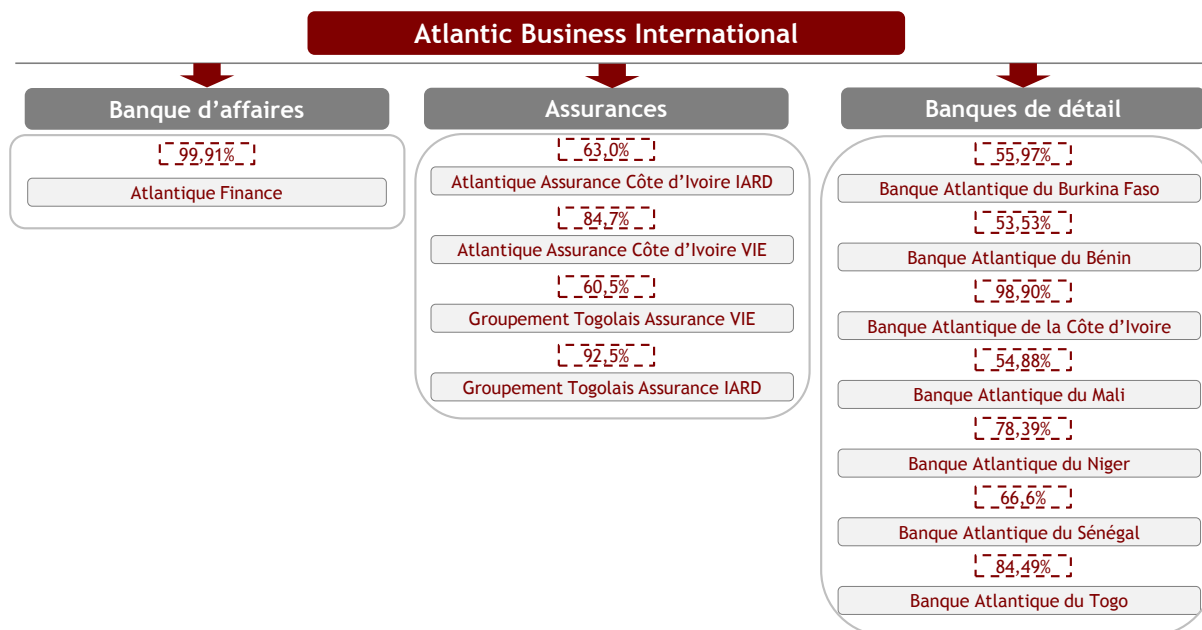 Atlantic Business International
Banque d'affaires
99,91%
Atlantique Finance
Assurances
63,0%
Atlantique Assurance Côte d'Ivoire IARD
84,7%
Atlantique Assurance Côte d'Ivoire VIE
60,5%
Groupement Togolais Assurance VIE
92,5%
Groupement Togolais Assurance IARD
Banques de détail
55,97%
Banque Atlantique du Burkina Faso
53,53%
Banque Atlantique du Bénin
98,90%
Banque Atlantique de la Côte d'Ivoire
54,88%
Banque Atlantique du Mali
78,39%
Banque Atlantique du Niger
66,6%
Banque Atlantique du Sénégal
84,49%
Banque Atlantique du Togo